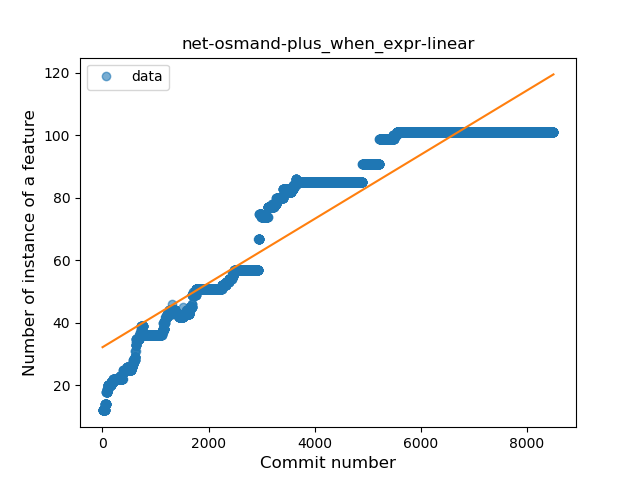 net-osmand-plus_when_expr-linear
data
Number of instance of a feature
120
100
80
60
40
20
0
2000
4000
6000
8000
Commit number